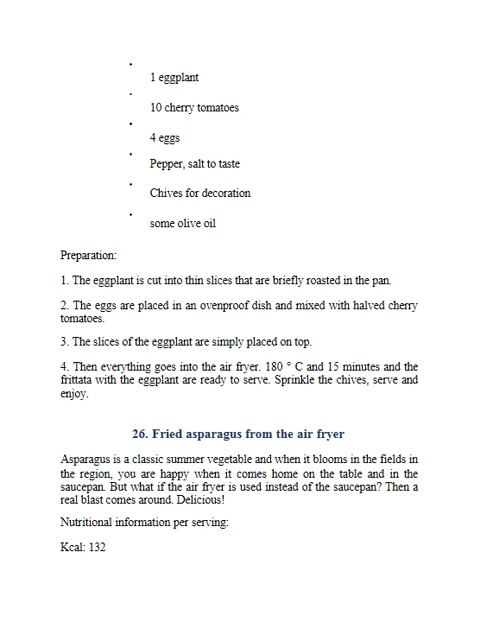 1 eggplant
10 cherry tomatoes
4 eggs
Pepper, salt to taste
Chives for decoration
some olive oil
Preparation:
1. The eggplant is cut into thin slices that are briefly roasted in the pan.
2. The eggs are placed in an ovenproof dish and mixed with halved cherry
tomatoes.
3. The slices of the eggplant are simply placed on top.
4. Then everything goes into the air fryer. 180 ° C and 15 minutes and the
frittata with the eggplant are ready to serve. Sprinkle the chives, serve and
enjoy.
26. Fried asparagus from the air fryer
Asparagus is a classic summer vegetable and when it blooms in the fields in
the region, you are happy when it comes home on the table and in the
saucepan. But what if the air fryer is used instead of the saucepan? Then a
real blast comes around. Delicious!
Nutritional information per serving:
Kcal: 132